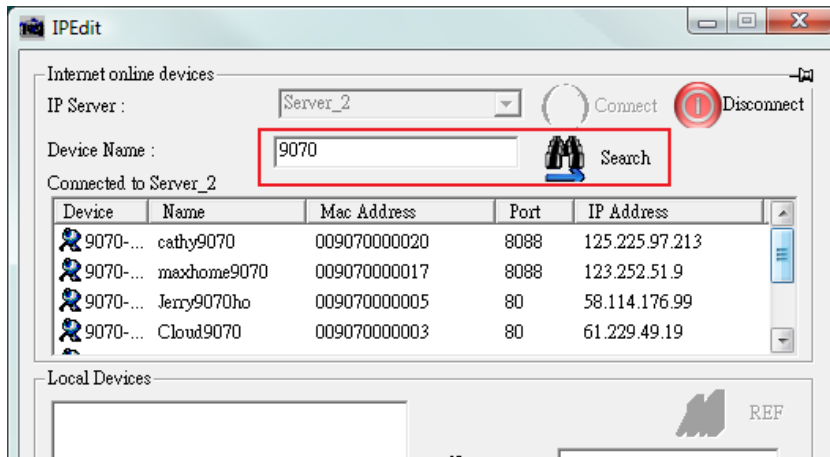 IPEdit
Internet online devices
IP Server : Server_2 Connect Disconnect
Device Name : 9070 Search
Connected to Server_2
Device Name Mac Address Port IP Address
9070-... cathy9070 009070000020 8088 125.225.97.213
9070-... maxhome9070 009070000017 8088 123.252.51.9
9070-... Jerry9070ho 009070000005 80 58.114.176.99
9070-... Cloud9070 009070000003 80 61.229.49.19
Local Devices
REF